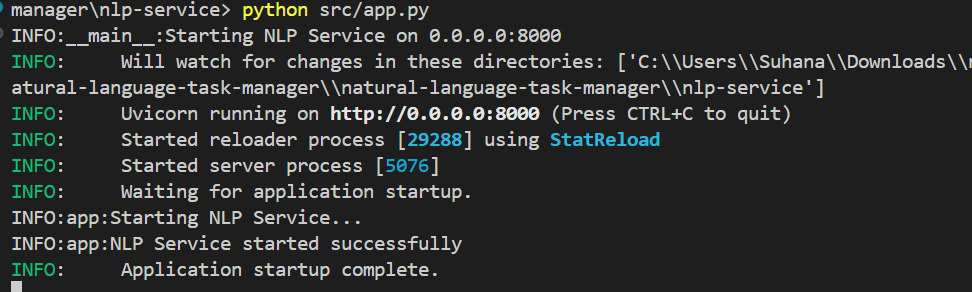 manager\nlp-service> python src/app.py
INFO:__main__:Starting NLP Service on 0.0.0.0:8000
INFO:     Will watch for changes in these directories: ['C:\\Users\\Suhana\\Downloads\\n
atural-language-task-manager\\natural-language-task-manager\\nlp-service']
INFO:     Uvicorn running on http://0.0.0.0:8000 (Press CTRL+C to quit)
INFO:     Started reloader process [29288] using StatReload
INFO:     Started server process [5076]
INFO:     Waiting for application startup.
INFO:app:Starting NLP Service...
INFO:app:NLP Service started successfully
INFO:     Application startup complete.